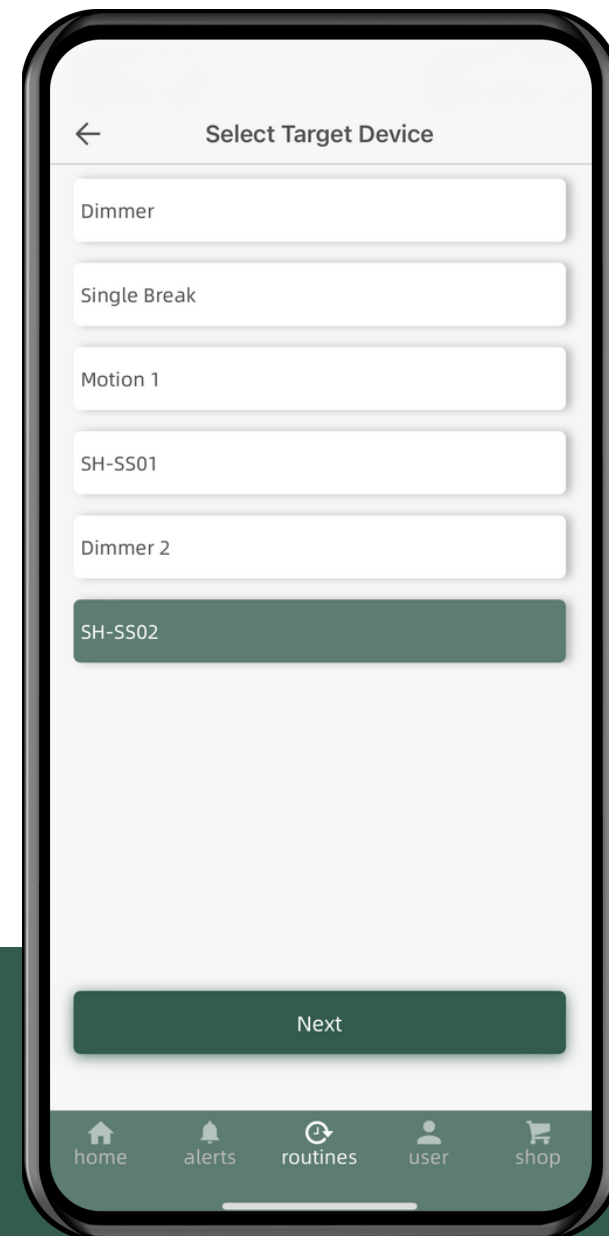 Select Target Device
Dimmer
Single Break
Motion 1
SH-SS01
Dimmer 2
SH-SS02
Next
home alerts routines user shop